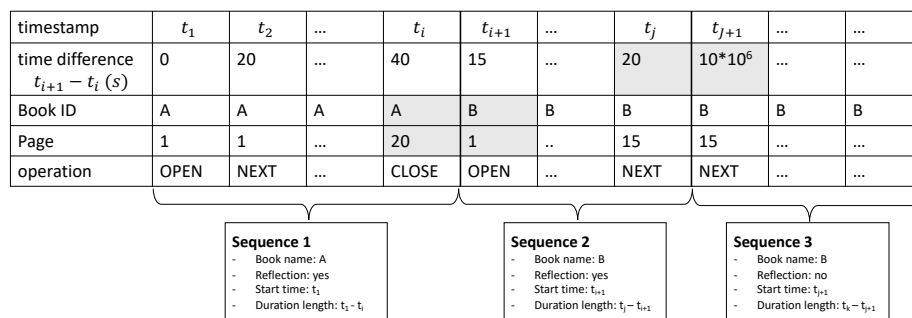 timestamp t₁ t₂ ... tᵢ tᵢ₊₁ ... tⱼ tⱼ₊₁ ... ...
time difference 0 20 ... 40 15 ... 20 10*10⁶ ... ...
tᵢ₊₁ − tᵢ (s)
Book ID A A A A B B B B B B
Page 1 1 ... 20 1 .. 15 15 ... ...
operation OPEN NEXT ... CLOSE OPEN ... NEXT NEXT ... ...
Sequence 1
- Book name: A
- Reflection: yes
- Start time: t₁
- Duration length: t₁ - tᵢ
Sequence 2
- Book name: B
- Reflection: yes
- Start time: tᵢ₊₁
- Duration length: tⱼ – tᵢ₊₁
Sequence 3
- Book name: B
- Reflection: no
- Start time: tⱼ₊₁
- Duration length: tₖ – tⱼ₊₁